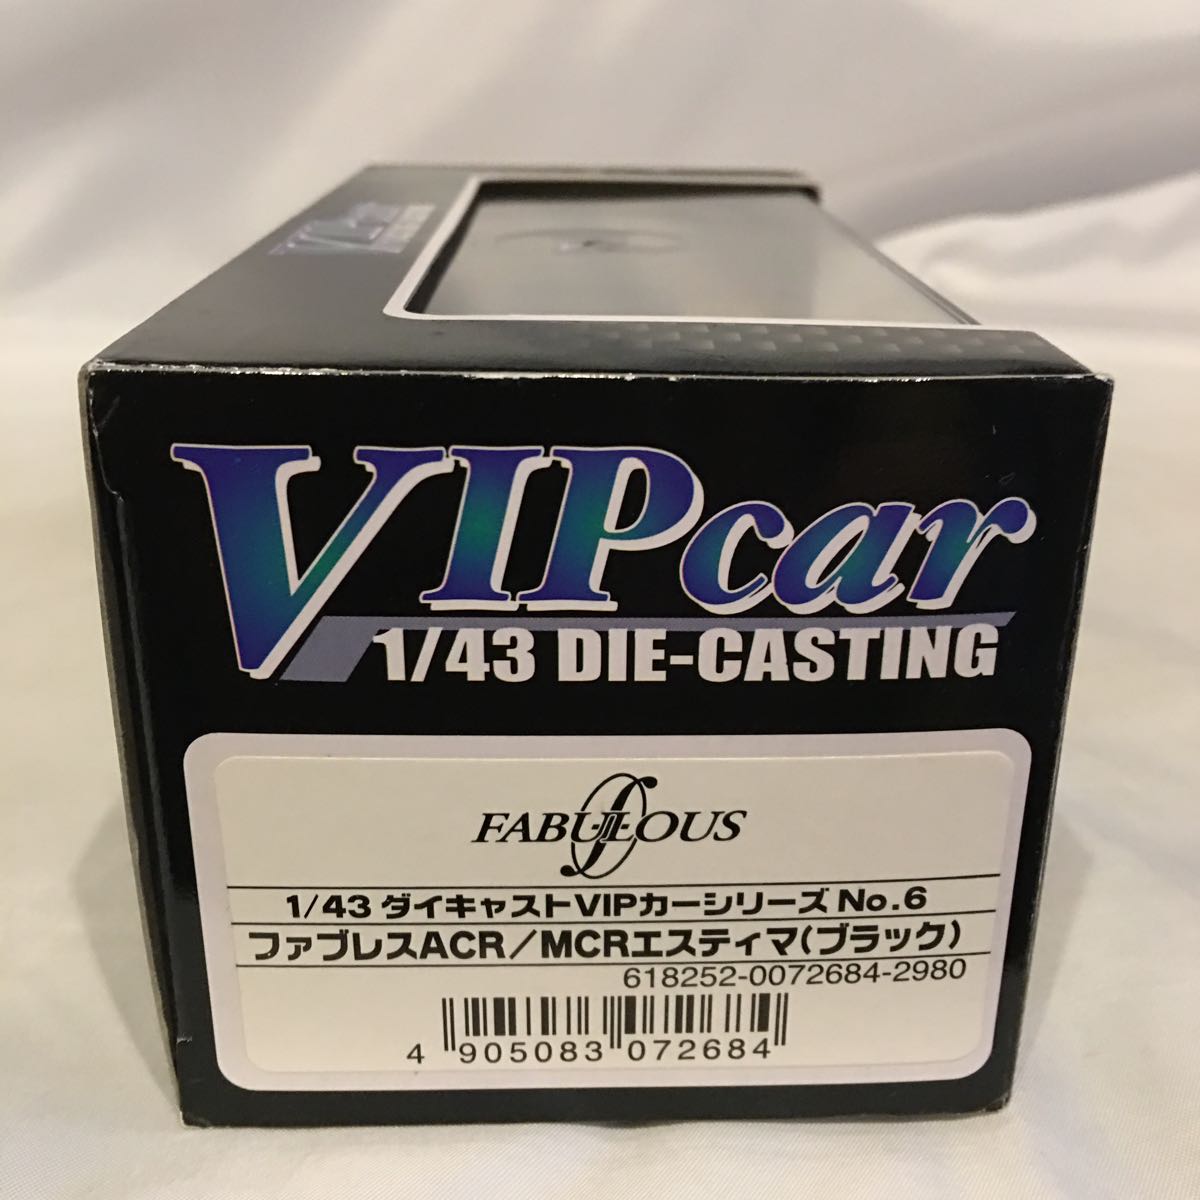 VIPcar
1/43 DIE-CASTING
FABULOUS
1/43 ダイキャストVIPカーシリーズ No.6
ファブレスACR/MCRエスティマ(ブラック)
618252-0072684-2980
4 905083 072684